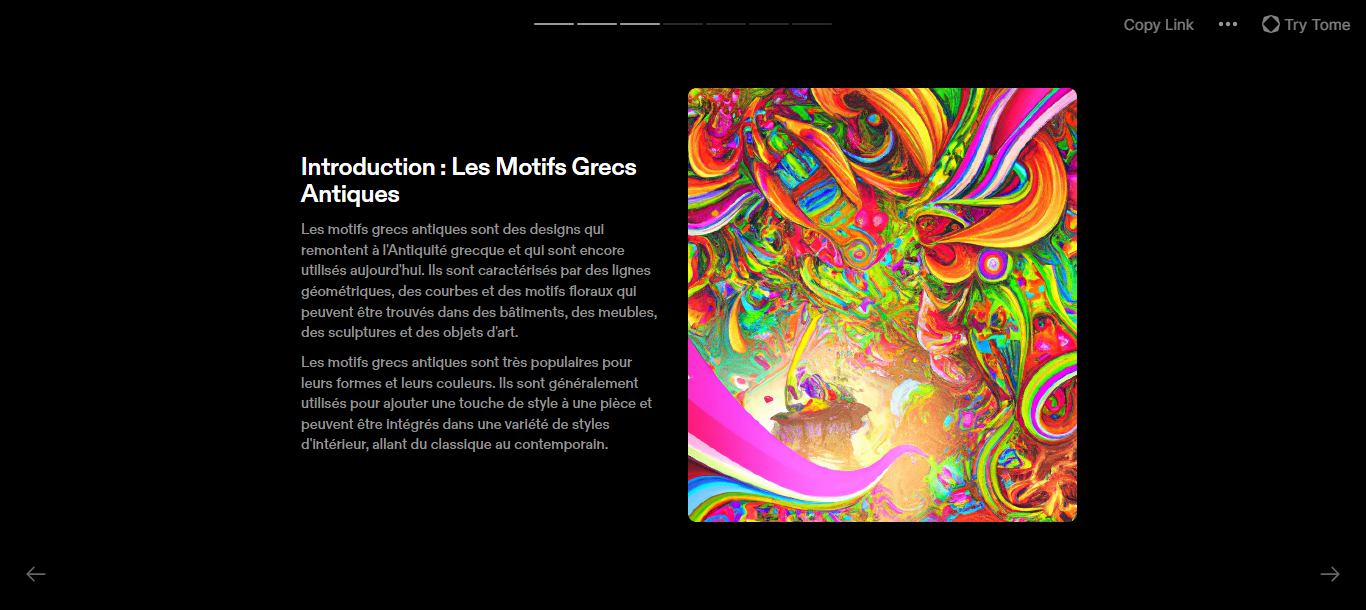 Copy Link
Try Tome
Introduction : Les Motifs Grecs
Antiques
Les motifs grecs antiques sont des designs qui
remontent à l'Antiquité grecque et qui sont encore
utilisés aujourd'hui. Ils sont caractérisés par des lignes
géométriques, des courbes et des motifs floraux qui
peuvent être trouvés dans des bâtiments, des meubles,
des sculptures et des objets d'art.
Les motifs grecs antiques sont très populaires pour
leurs formes et leurs couleurs. Ils sont généralement
utilisés pour ajouter une touche de style à une pièce et
peuvent être intégrés dans une variété de styles
d'intérieur, allant du classique au contemporain.